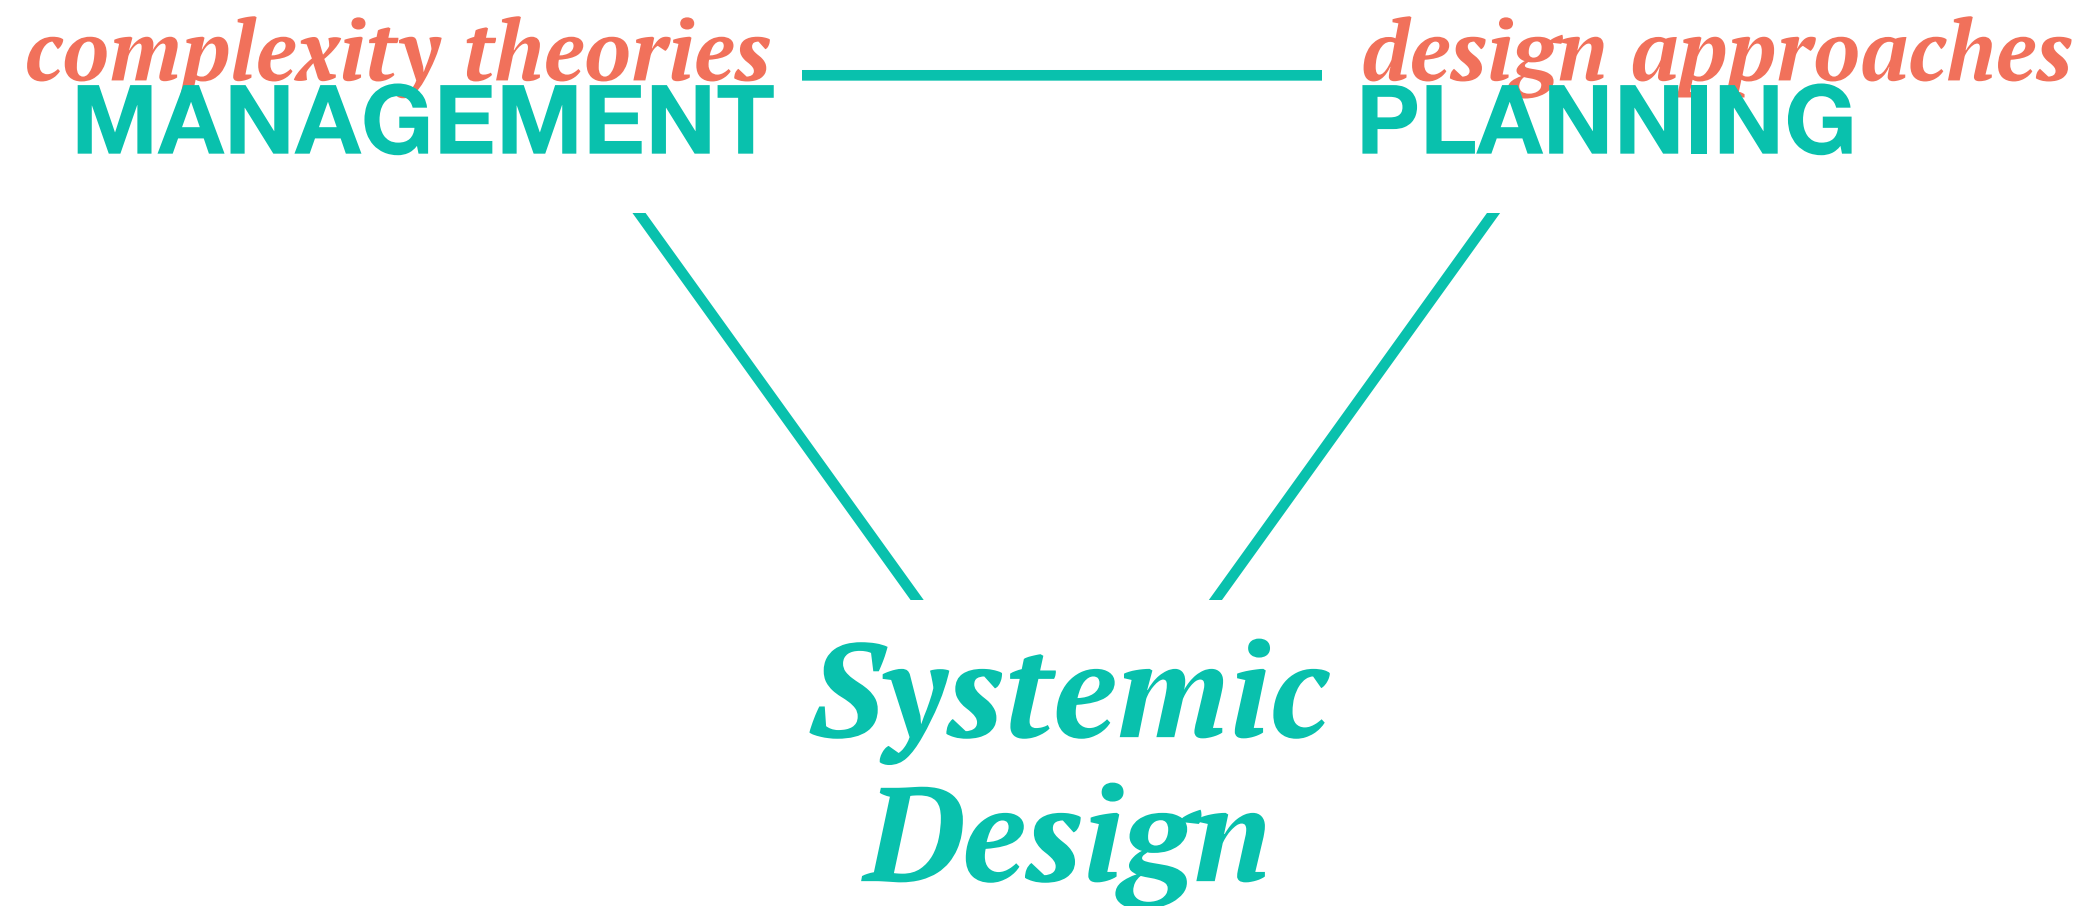 complexity theories
MANAGEMENT
design approaches
PLANNING
Systemic
Design